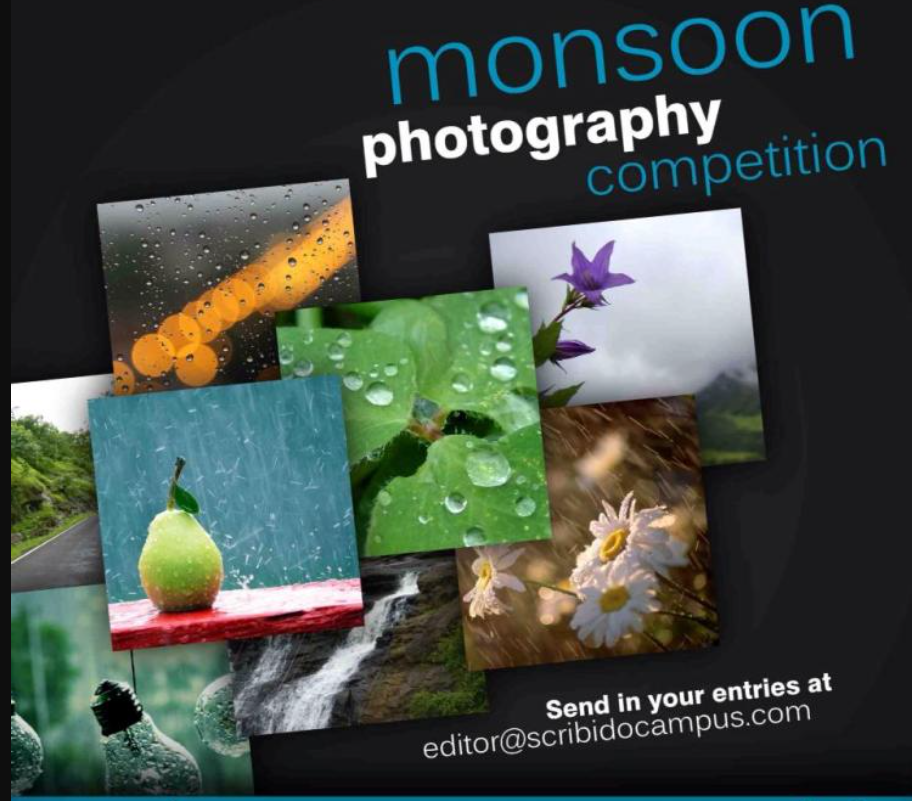 monsoon
photography
competition
Send in your entries at
editor@scribidocampus.com